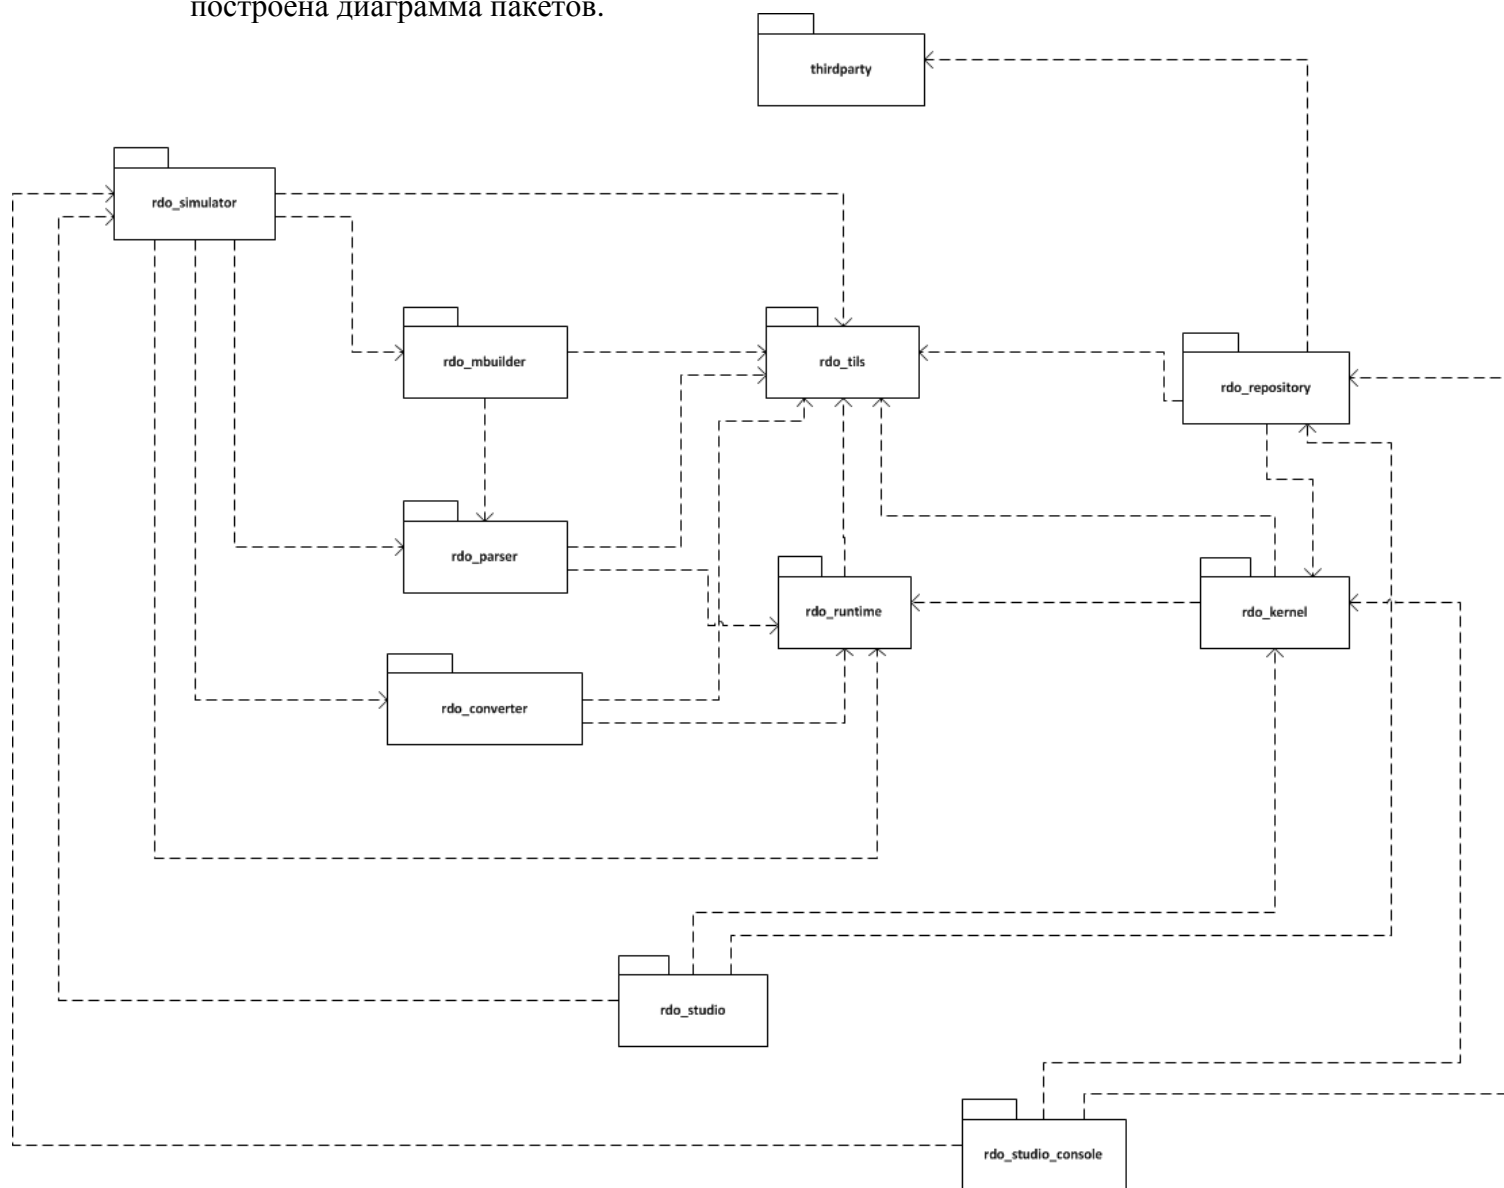 построена диаграмма пакетов.
thirdparty
rdo_simulator
rdo_mbuilder
rdo_tils
rdo_repository
rdo_parser
rdo_runtime
rdo_kernel
rdo_converter
rdo_studio
rdo_studio_console